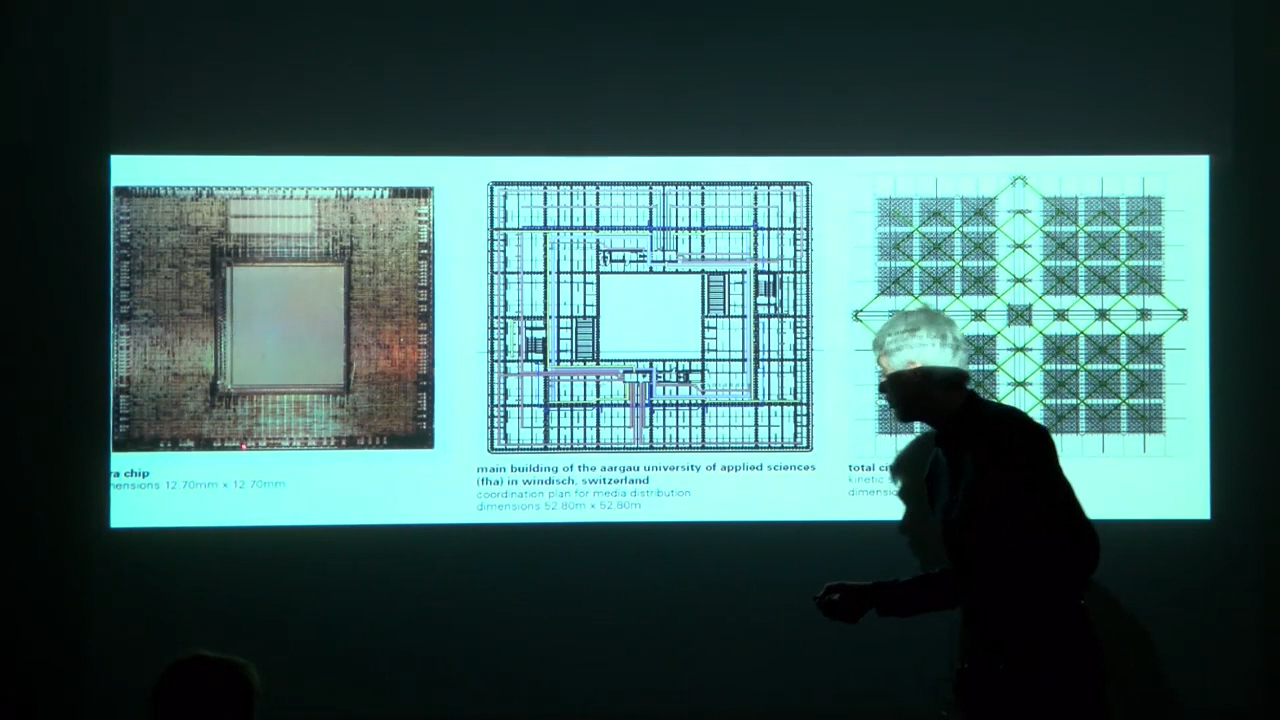 ra chip
mensions 12.70mm x 12.70mm
main building of the aargau university of applied sciences
(fha) in windisch, switzerland
coordination plan for media distribution
dimensions 52.80m x 52.80m
total ci
kinetic s
dimensio